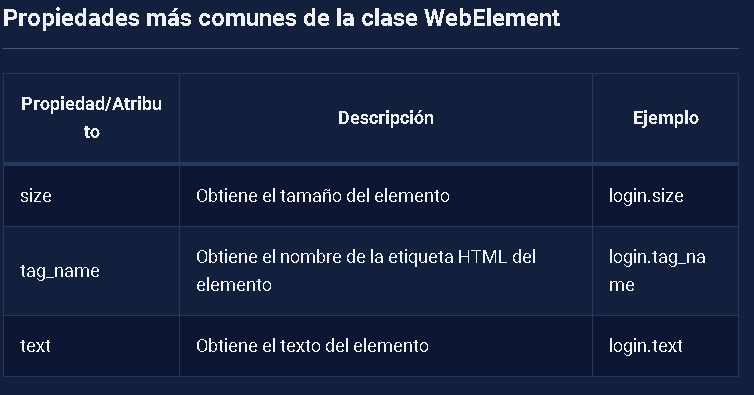 Propiedades más comunes de la clase WebElement
Propiedad/Atribu
to
Descripción
Ejemplo
size
Obtiene el tamaño del elemento
login.size
tag_name
Obtiene el nombre de la etiqueta HTML del
elemento
login.tag_na
me
text
Obtiene el texto del elemento
login.text